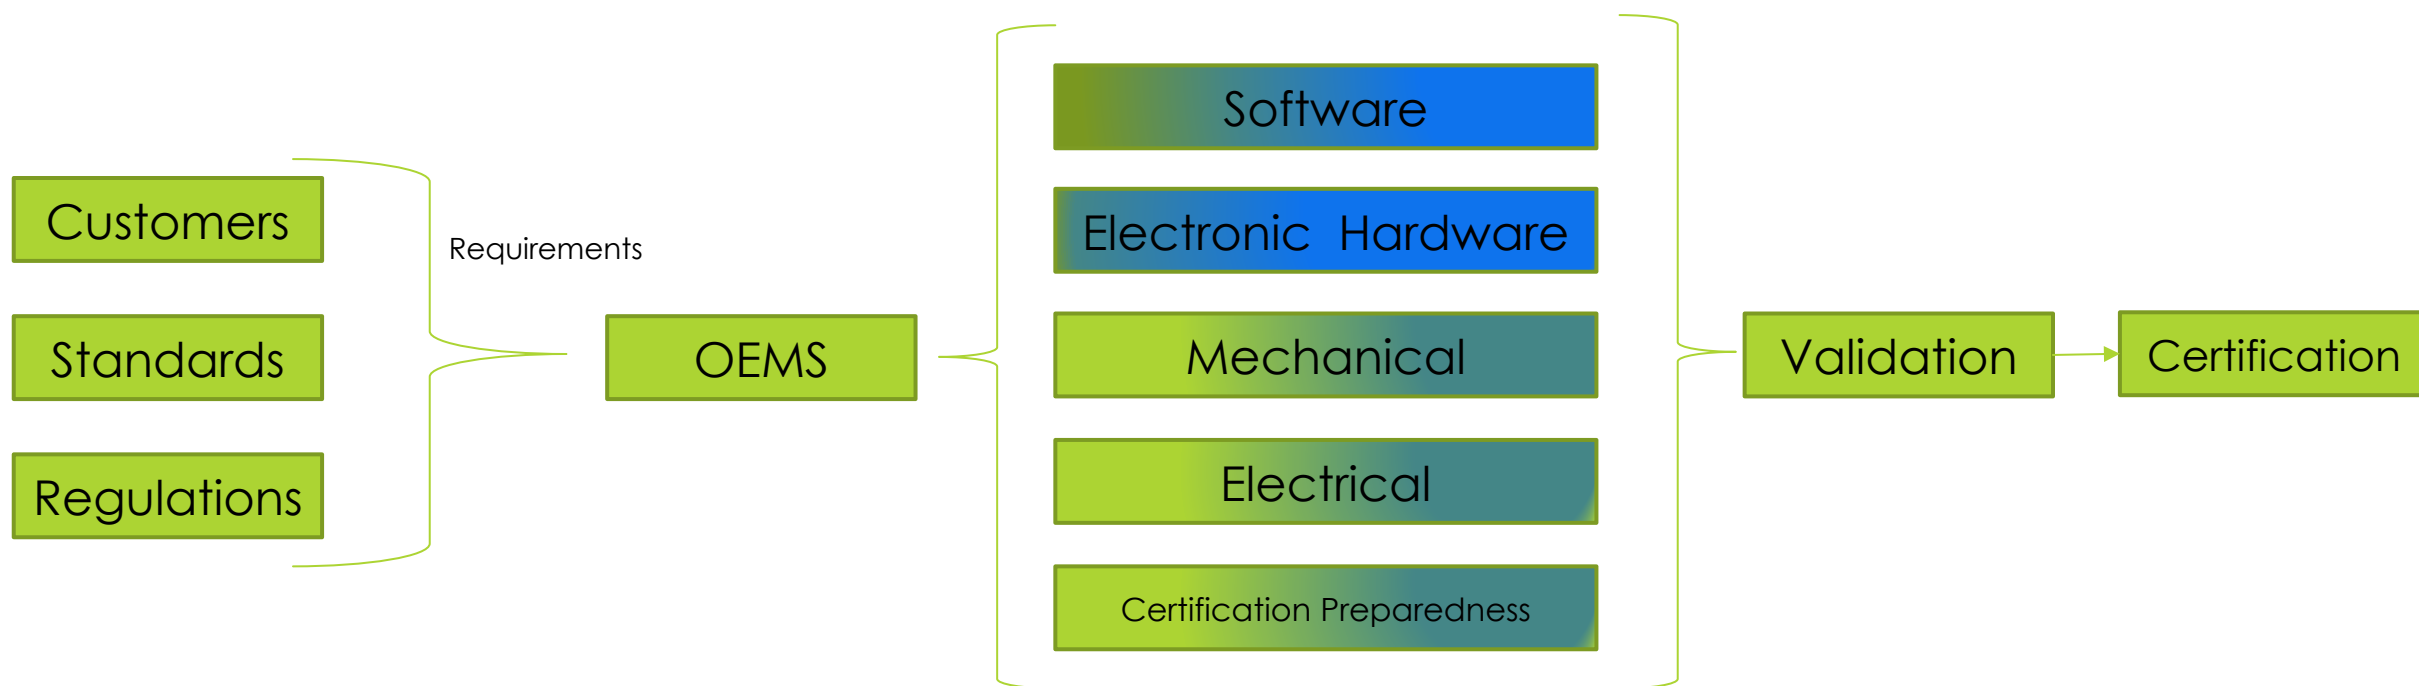 Customers
Standards
Regulations
Requirements
OEMS
Software
Electronic Hardware
Mechanical
Electrical
Certification Preparedness
Validation
Certification